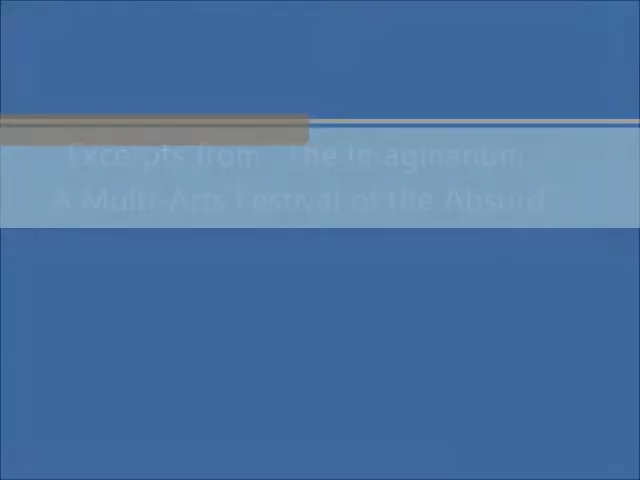 Excerpts from "The Imaginarium
A Multi-Arts Festival of the Absurd